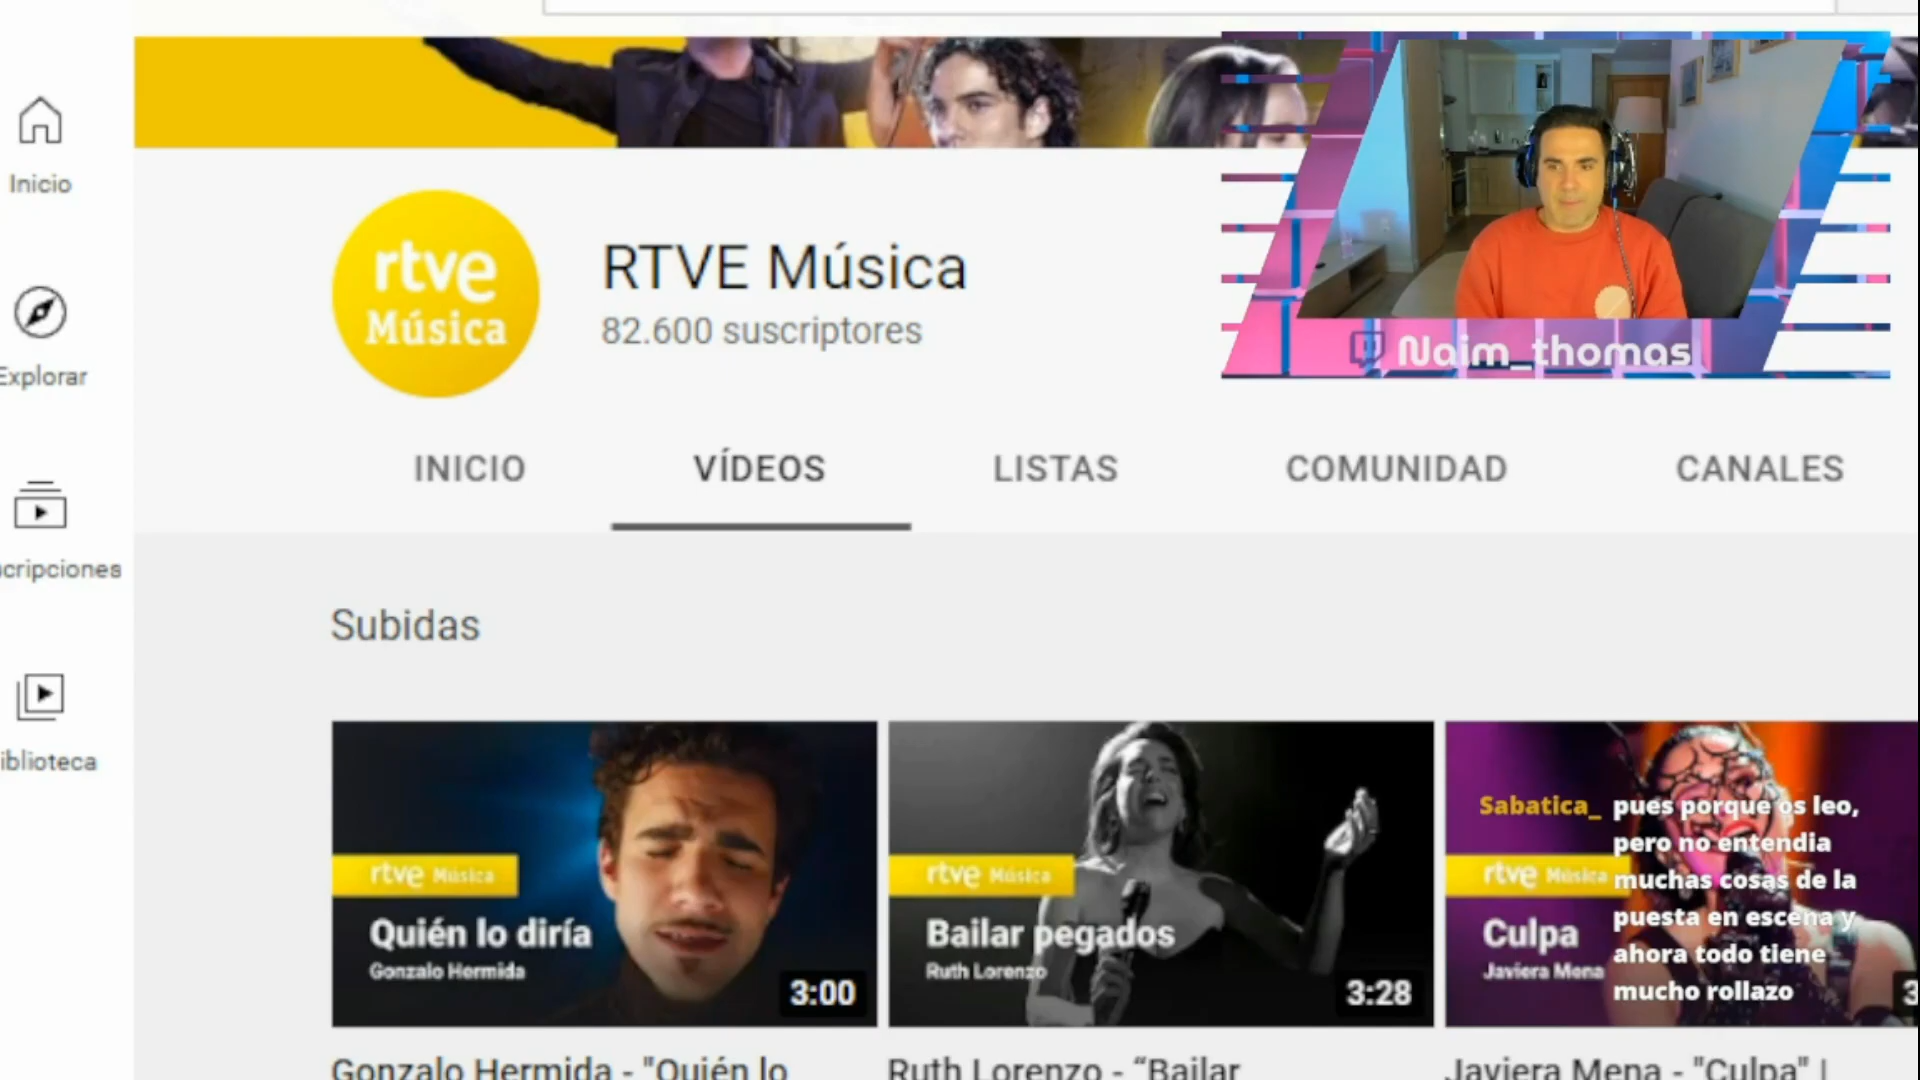 Inicio
Explorar
cripciones
iblioteca
rtve
Música
RTVE Música
82.600 suscriptores
Naim_thomas
INICIO
VÍDEOS
LISTAS
COMUNIDAD
CANALES
Subidas
rtve Música
Quién lo diría
Gonzalo Hermida
3:00
rtve Música
Bailar pegados
Ruth Lorenzo
3:28
rtve Música
Culpa
Javiera Mena
3
Sabatica_ pues porque os leo,
pero no entendia
muchas cosas de la
puesta en escena y
ahora todo tiene
mucho rollazo
Gonzalo Hermida - "Quién lo
Ruth Lorenzo - “Bailar
Javiera Mena - "Culpa" |